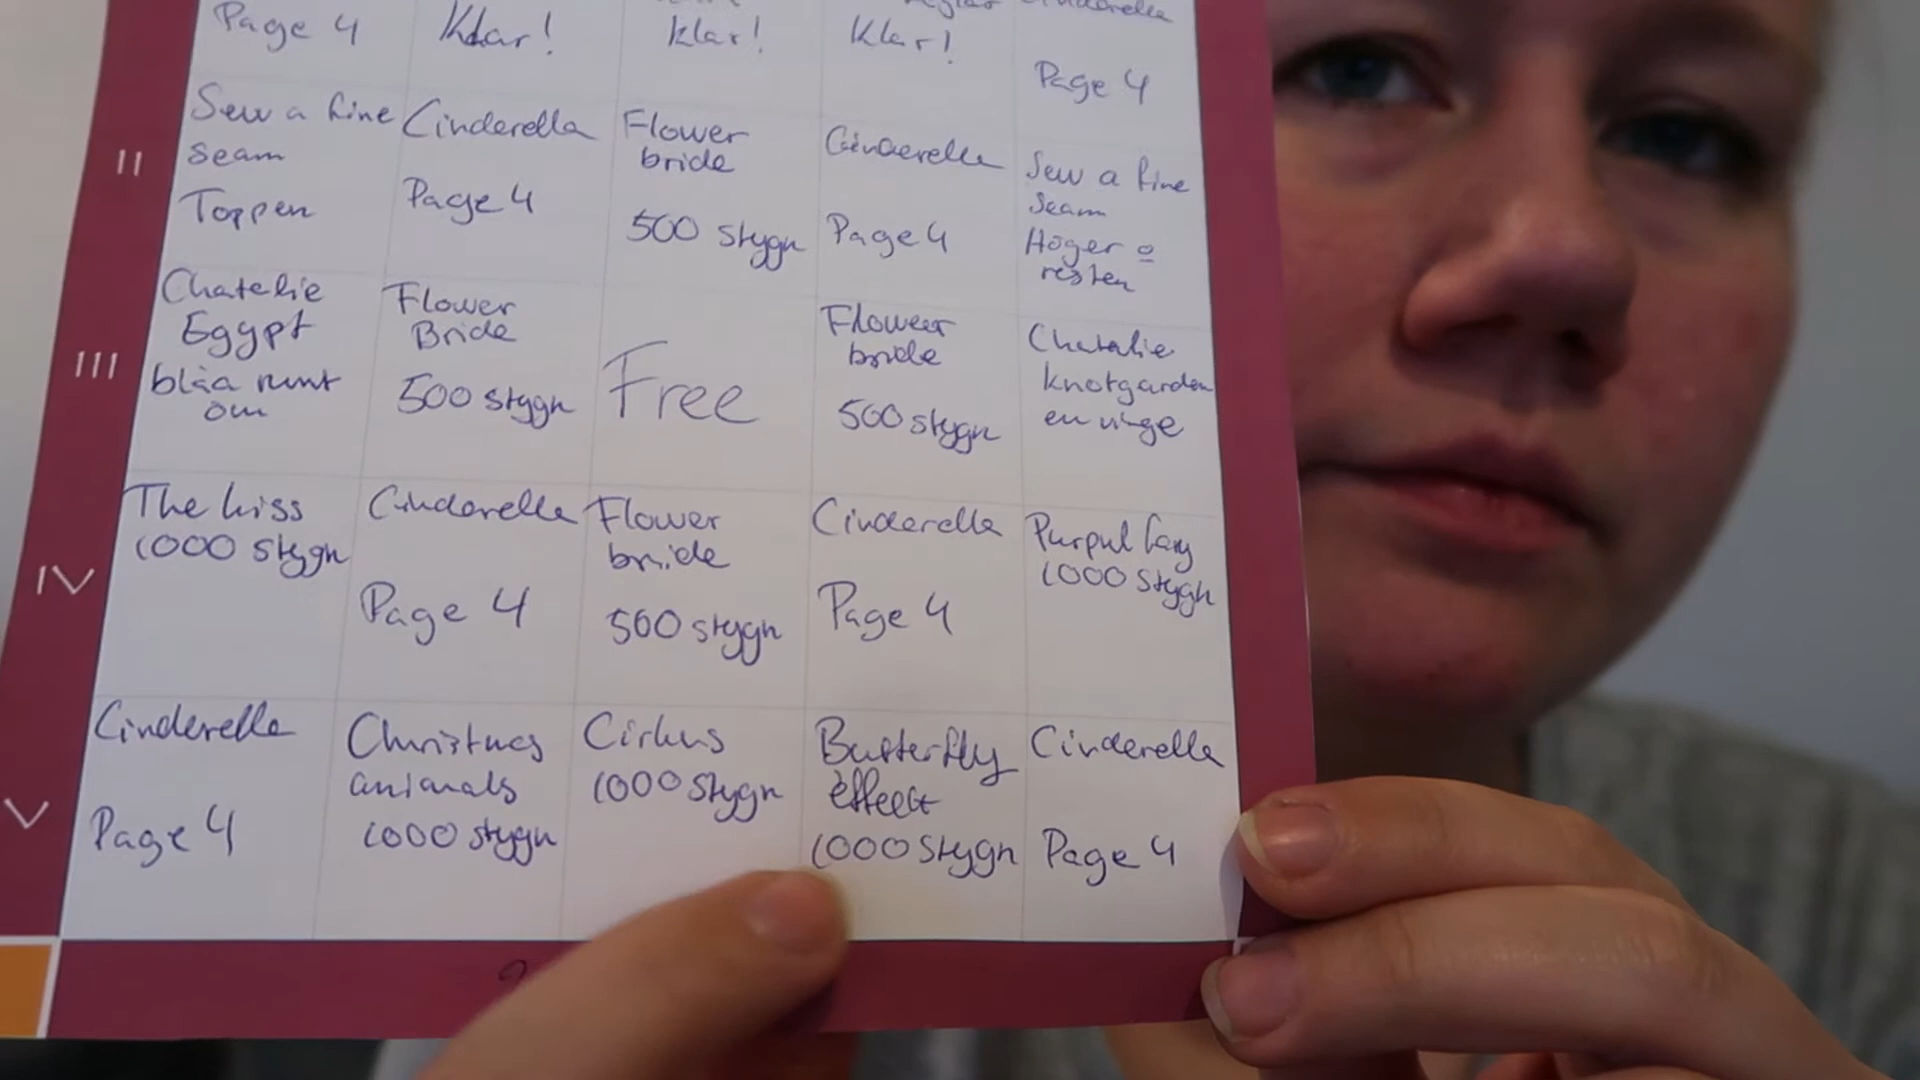 Cinderella
Page 4
Klar!
klar!
Klar!
Page 4
II
Sew a fine
seam
Toppen
Cinderella
Page 4
Flower
bride
500 stygn
Cinderella
Page 4
Sew a fine
seam
Höger o
resten
III
Chatelie
Egypt
blåa runt
om
Flower
Bride
500 stygn
Free
Floweer
bride
500 stygn
Chatalie
knotgarden
en vinge
IV
The kiss
1000 stygn
Cinderella
Page 4
Flower
bride
500 stygn
Cinderella
Page 4
Purpul
1000 stygn
V
Cinderella
Page 4
Christmas
animals
1000 stygn
Cirkus
1000 stygn
Butterfly
effect
1000 stygn
Cinderella
Page 4